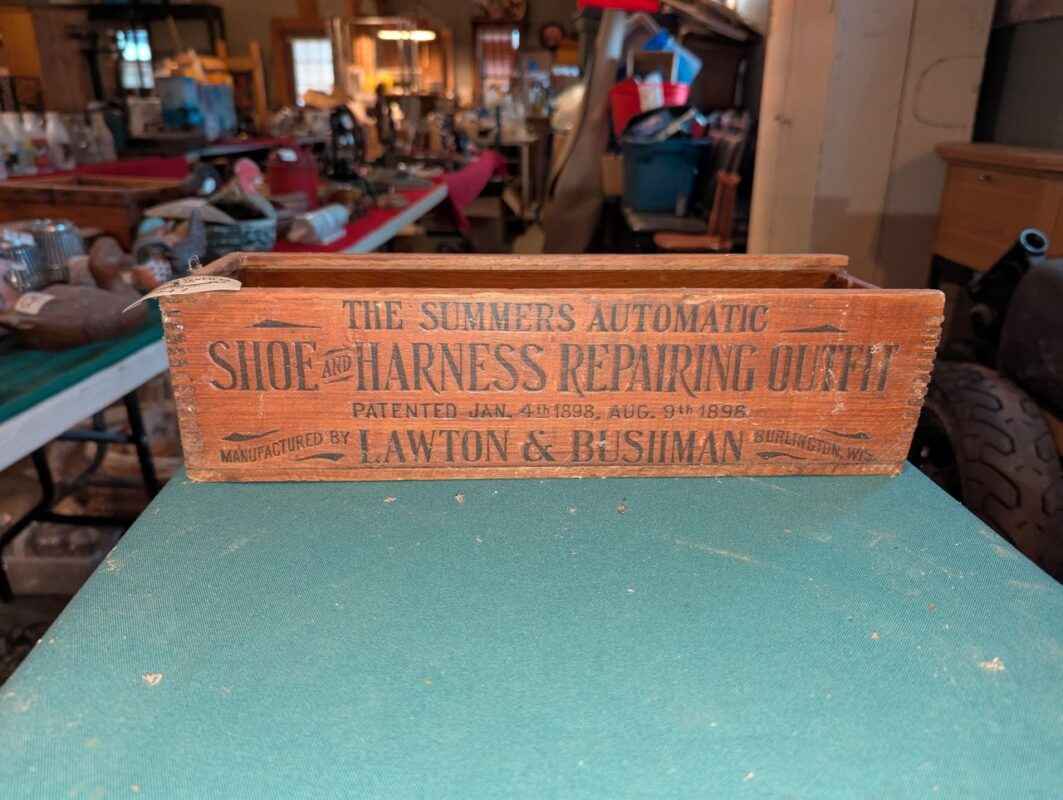 THE SUMMERS AUTOMATIC
SHOE AND HARNESS REPAIRING OUTFIT
PATENTED JAN. 4th 1898, AUG. 9th 1898
MANUFACTURED BY LAWTON & BUSHMAN BURLINGTON, WIS.